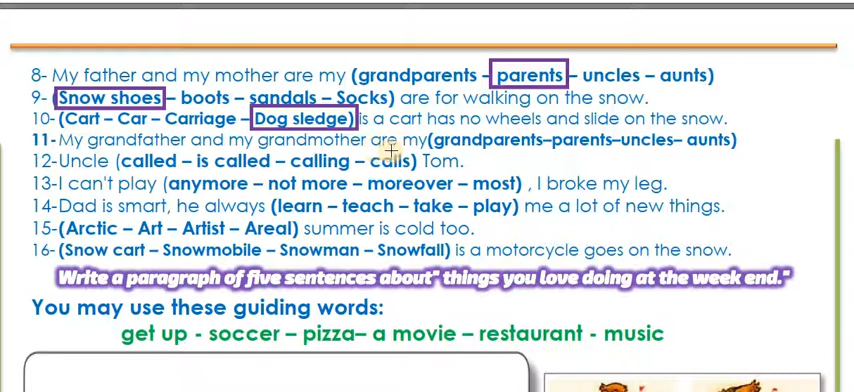 8- My father and my mother are my (grandparents – parents – uncles – aunts)
9- (Snow shoes – boots – sandals – Socks) are for walking on the snow.
10- (Cart – Car – Carriage – Dog sledge) is a cart has no wheels and slide on the snow.
11- My grandfather and my grandmother are my(grandparents–parents–uncles– aunts)
12-Uncle (called – is called – calling – calls) Tom.
13-I can't play (anymore – not more – moreover – most) , I broke my leg.
14-Dad is smart, he always (learn – teach – take – play) me a lot of new things.
15-(Arctic – Art – Artist – Areal) summer is cold too.
16- (Snow cart – Snowmobile – Snowman – Snowfall) is a motorcycle goes on the snow.
Write a paragraph of five sentences about" things you love doing at the week end."
You may use these guiding words:
get up - soccer – pizza– a movie – restaurant - music